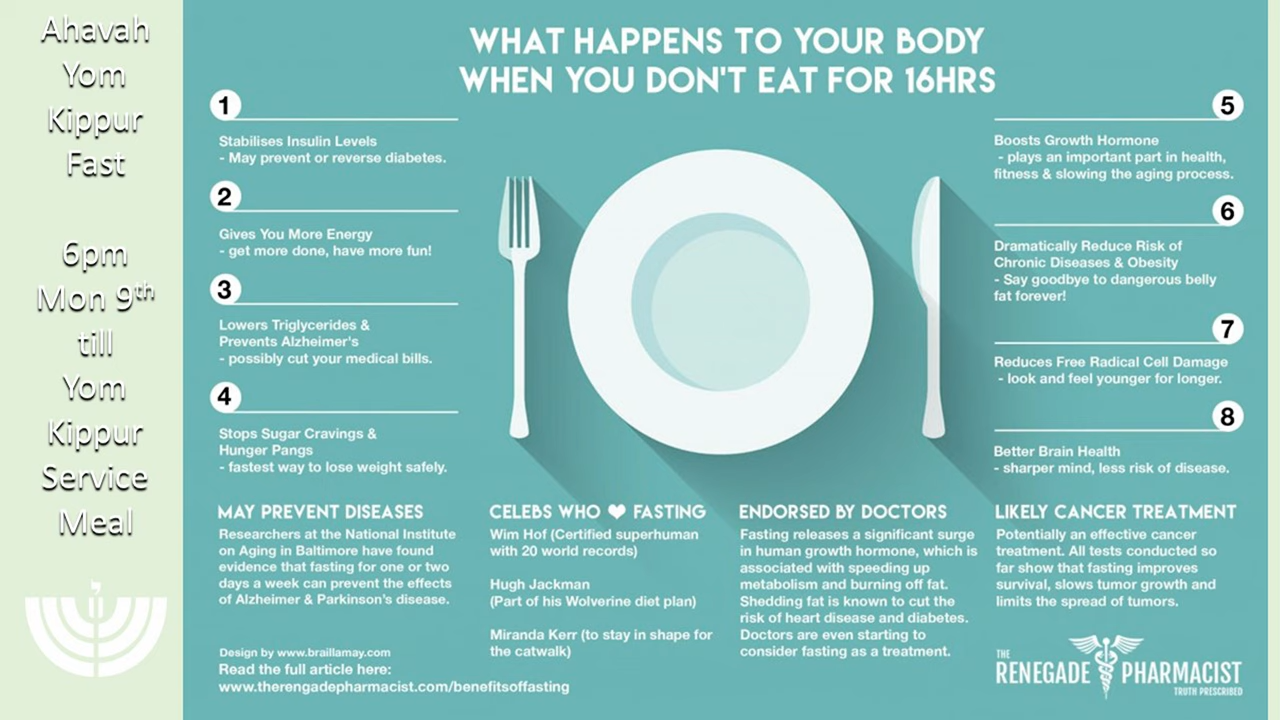 Ahavah
Yom
Kippur
Fast
6pm
Mon 9th
till
Yom
Kippur
Service
Meal
WHAT HAPPENS TO YOUR BODY
WHEN YOU DON'T EAT FOR 16HRS
1
Stabilises Insulin Levels
- May prevent or reverse diabetes.
2
Gives You More Energy
- get more done, have more fun!
3
Lowers Triglycerides &
Prevents Alzheimer's
- possibly cut your medical bills.
4
Stops Sugar Cravings &
Hunger Pangs
- fastest way to lose weight safely.
5
Boosts Growth Hormone
- plays an important part in health,
fitness & slowing the aging process.
6
Dramatically Reduce Risk of
Chronic Diseases & Obesity
- Say goodbye to dangerous belly
fat forever!
7
Reduces Free Radical Cell Damage
- look and feel younger for longer.
8
Better Brain Health
- sharper mind, less risk of disease.
MAY PREVENT DISEASES
Researchers at the National Institute
on Aging in Baltimore have found
evidence that fasting for one or two
days a week can prevent the effects
of Alzheimer & Parkinson's disease.
CELEBS WHO ❤ FASTING
Wim Hof (Certified superhuman
with 20 world records)
Hugh Jackman
(Part of his Wolverine diet plan)
Miranda Kerr (to stay in shape for
the catwalk)
ENDORSED BY DOCTORS
Fasting releases a significant surge
in human growth hormone, which is
associated with speeding up
metabolism and burning off fat.
Shedding fat is known to cut the
risk of heart disease and diabetes.
Doctors are even starting to
consider fasting as a treatment.
LIKELY CANCER TREATMENT
Potentially an effective cancer
treatment. All tests conducted so
far show that fasting improves
survival, slows tumor growth and
limits the spread of tumors.
Design by www.braillamay.com
Read the full article here:
www.therengadepharmacist.com/benefitsoffasting
THE
RENEGADE PHARMACIST
TRUTH PRESCRIBED